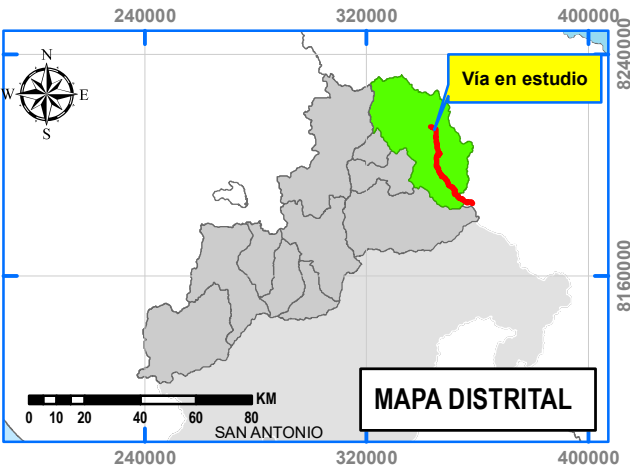 240000 320000 400000
8240000
N
W E
S
Vía en estudio
8160000
KM
0 10 20 40 60 80
SAN ANTONIO
MAPA DISTRITAL
240000 320000 400000